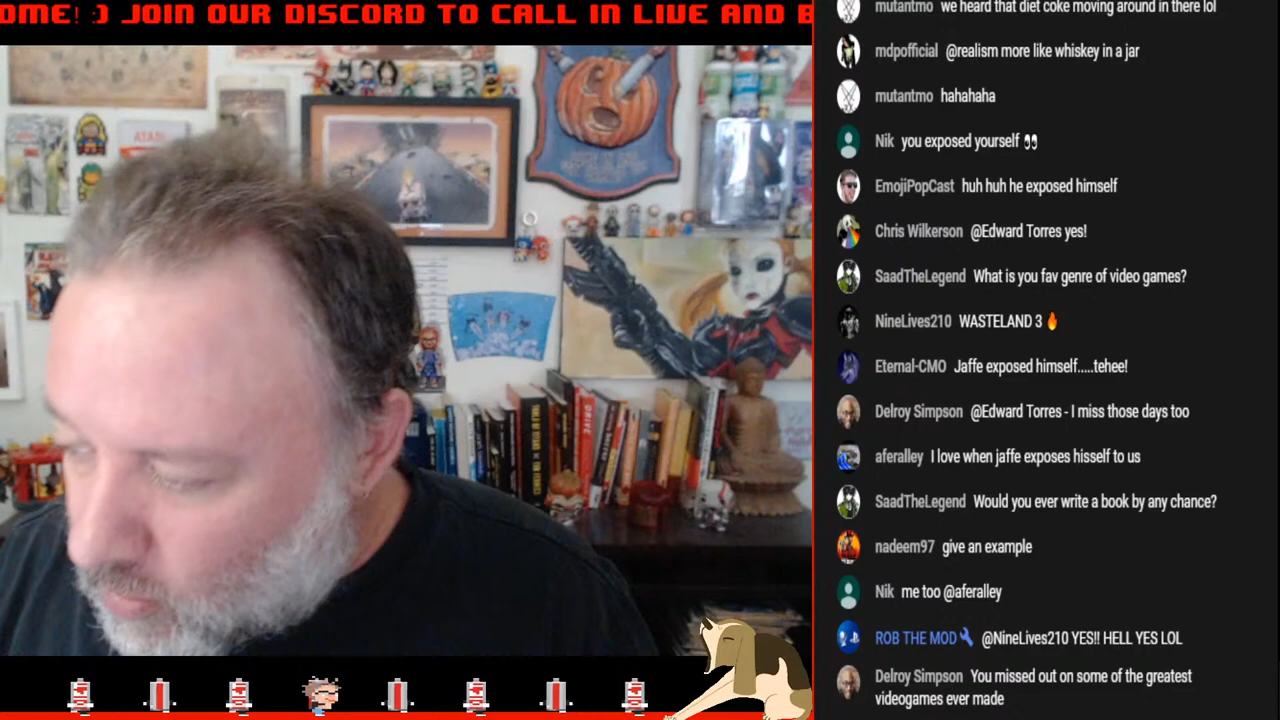 OME! :) JOIN OUR DISCORD TO CALL IN LIVE AND B
mutantmo we heard that diet coke moving around in there lol
mdpofficial @realism more like whiskey in a jar
mutantmo hahahaha
Nik you exposed yourself 👀
EmojiPopCast huh huh he exposed himself
Chris Wilkerson @Edward Torres yes!
SaadTheLegend What is you fav genre of video games?
NineLives210 WASTELAND 3 🔥
Eternal-CMO Jaffe exposed himself.....tehee!
Delroy Simpson @Edward Torres - I miss those days too
aferalley I love when jaffe exposes hisself to us
SaadTheLegend Would you ever write a book by any chance?
nadeem97 give an example
Nik me too @aferalley
ROB THE MOD🔧 @NineLives210 YES!! HELL YES LOL
Delroy Simpson You missed out on some of the greatest
videogames ever made
ATARI
DRIVE